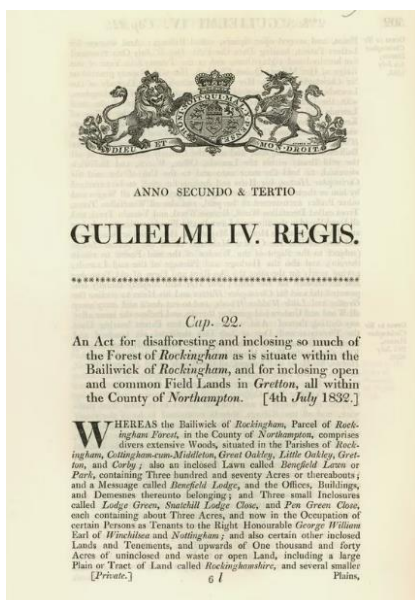 HONI SOIT QUI MAL Y PENSE
DIEU ET MON DROIT
ANNO SECUNDO & TERTIO
GULIELMI IV. REGIS.
Cap. 22.
An Act for disafforesting and inclosing so much of
the Forest of Rockingham as is situate within the
Bailiwick of Rockingham, and for inclosing open
and common Field Lands in Gretton, all within
the County of Northampton. [4th July 1832.]
WHEREAS the Bailiwick of Rockingham, Parcel of Rock-
ingham Forest, in the County of Northampton, comprises
divers extensive Woods, situated in the Parishes of Rock-
ingham, Cottingham-cum-Middleton, Great Oakley, Little Oakley, Gret-
ton, and Corby; also an inclosed Lawn called Benefield Lawn or
Park, containing Three hundred and seventy Acres or thereabouts;
and a Messuage called Benefield Lodge, and the Offices, Buildings,
and Demesnes thereunto belonging; and Three small Inclosures
called Lodge Green, Snatchill Lodge Close, and Pen Green Close,
each containing about Three Acres, and now in the Occupation of
certain Persons as Tenants to the Right Honourable George William
Earl of Winchilsea and Nottingham; and also certain other inclosed
Lands and Tenements, and upwards of One thousand and forty
Acres of uninclosed and waste or open Land, including a large
Plain or Tract of Land called Rockinghamshire, and several smaller
[Private.] 6 l Plains,